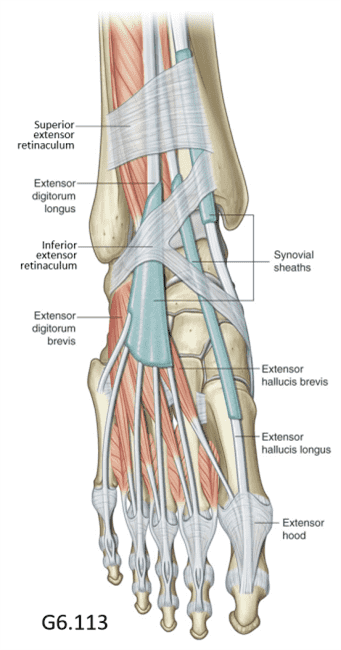 Superior
extensor
retinaculum
Extensor
digitorum
longus
Inferior
extensor
retinaculum
Synovial
sheaths
Extensor
digitorum
brevis
Extensor
hallucis brevis
Extensor
hallucis longus
Extensor
hood
G6.113